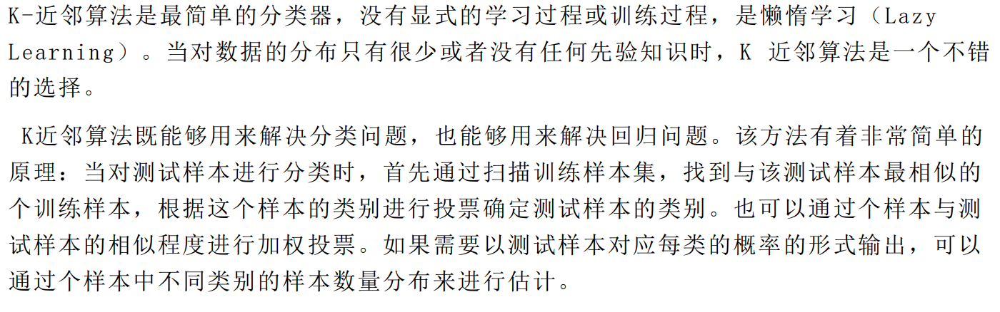 K-近邻算法是最简单的分类器，没有显式的学习过程或训练过程，是懒惰学习（Lazy
Learning）。当对数据的分布只有很少或者没有任何先验知识时，K 近邻算法是一个不错
的选择。
K近邻算法既能够用来解决分类问题，也能够用来解决回归问题。该方法有着非常简单的
原理：当对测试样本进行分类时，首先通过扫描训练样本集，找到与该测试样本最相似的
个训练样本，根据这个样本的类别进行投票确定测试样本的类别。也可以通过个样本与测
试样本的相似程度进行加权投票。如果需要以测试样本对应每类的概率的形式输出，可以
通过个样本中不同类别的样本数量分布来进行估计。